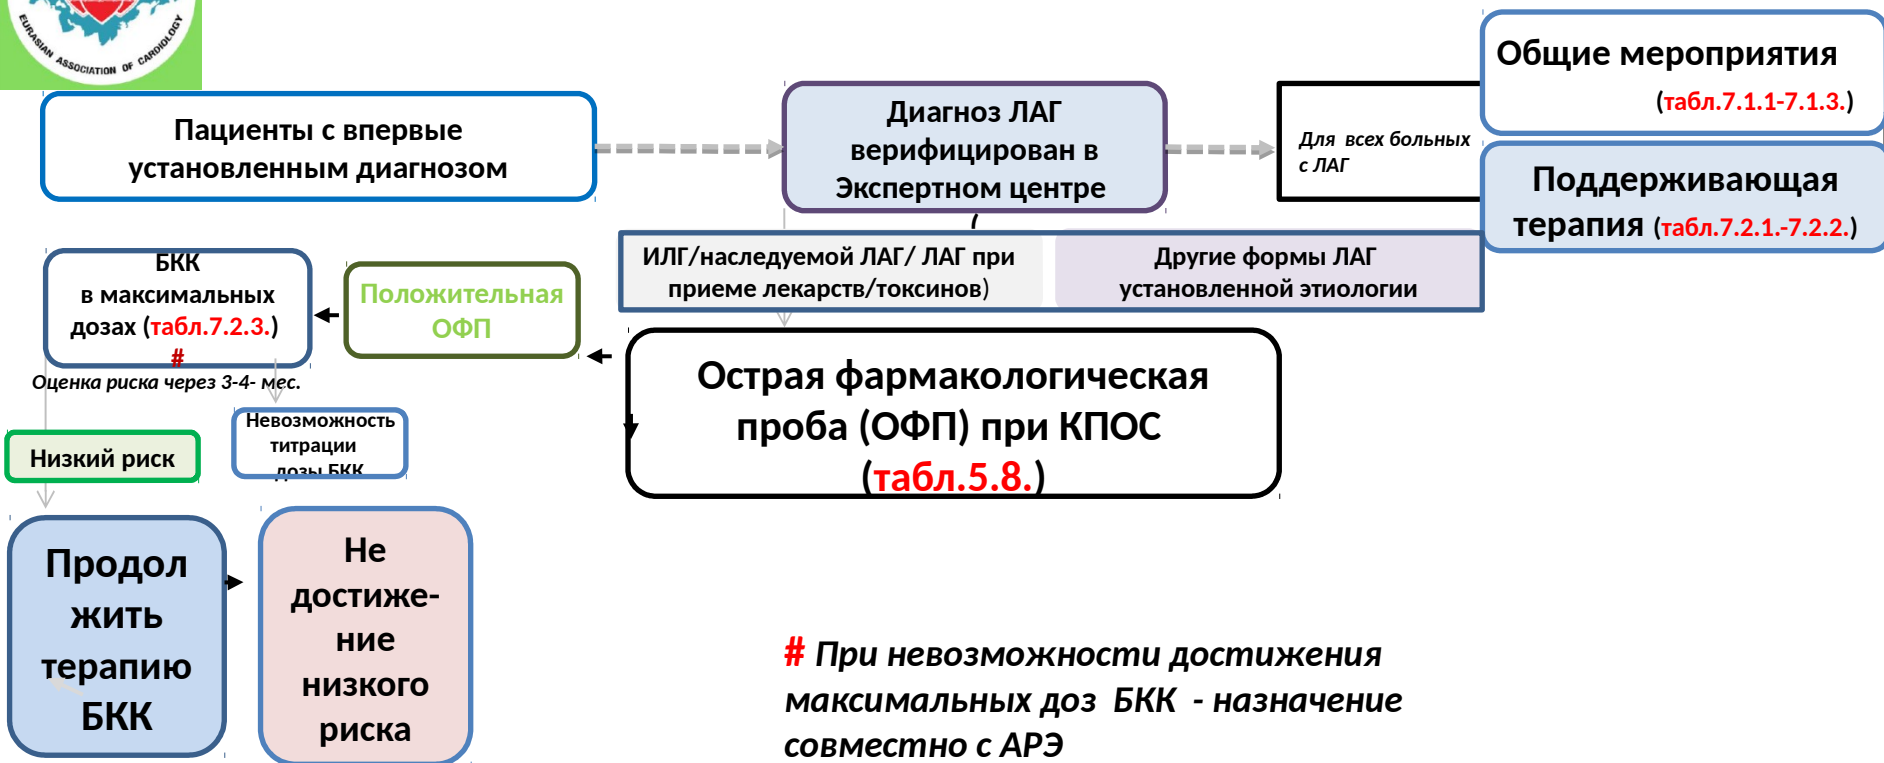 EURASIAN ASSOCIATION OF CARDIOLOGY
Пациенты с впервые
установленным диагнозом
Диагноз ЛАГ
верифицирован в
Экспертном центре
(
Для всех больных
с ЛАГ
Общие мероприятия
(табл.7.1.1-7.1.3.)
Поддерживающая
терапия (табл.7.2.1.-7.2.2.)
ИЛГ/наследуемой ЛАГ/ ЛАГ при
приеме лекарств/токсинов)
Другие формы ЛАГ
установленной этиологии
БКК
в максимальных
дозах (табл.7.2.3.)
#
Положительная
ОФП
Острая фармакологическая
проба (ОФП) при КПОС
(табл.5.8.)
Оценка риска через 3-4- мес.
Невозможность
титрации
дозы БКК
Низкий риск
Продол
жить
терапию
БКК
Не
достиже-
ние
низкого
риска
# При невозможности достижения
максимальных доз БКК - назначение
совместно с АРЭ